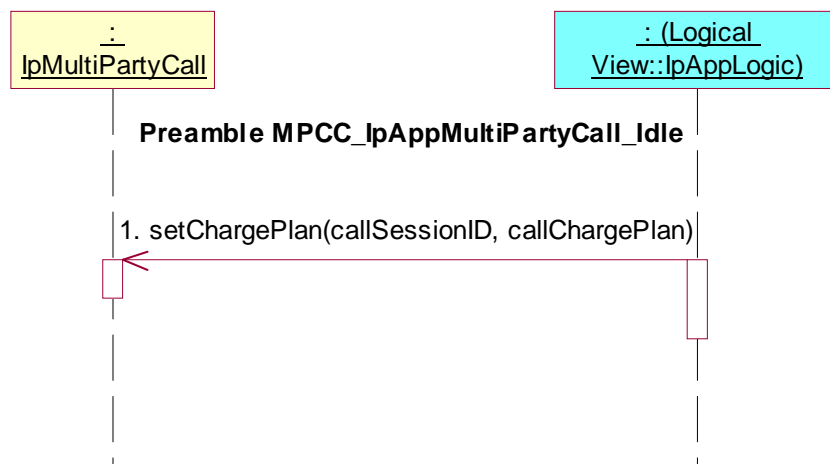 :
IpMultiPartyCall
: (Logical
View::IpAppLogic)
Preamble MPCC_IpAppMultiPartyCall_Idle
1. setChargePlan(callSessionID, callChargePlan)